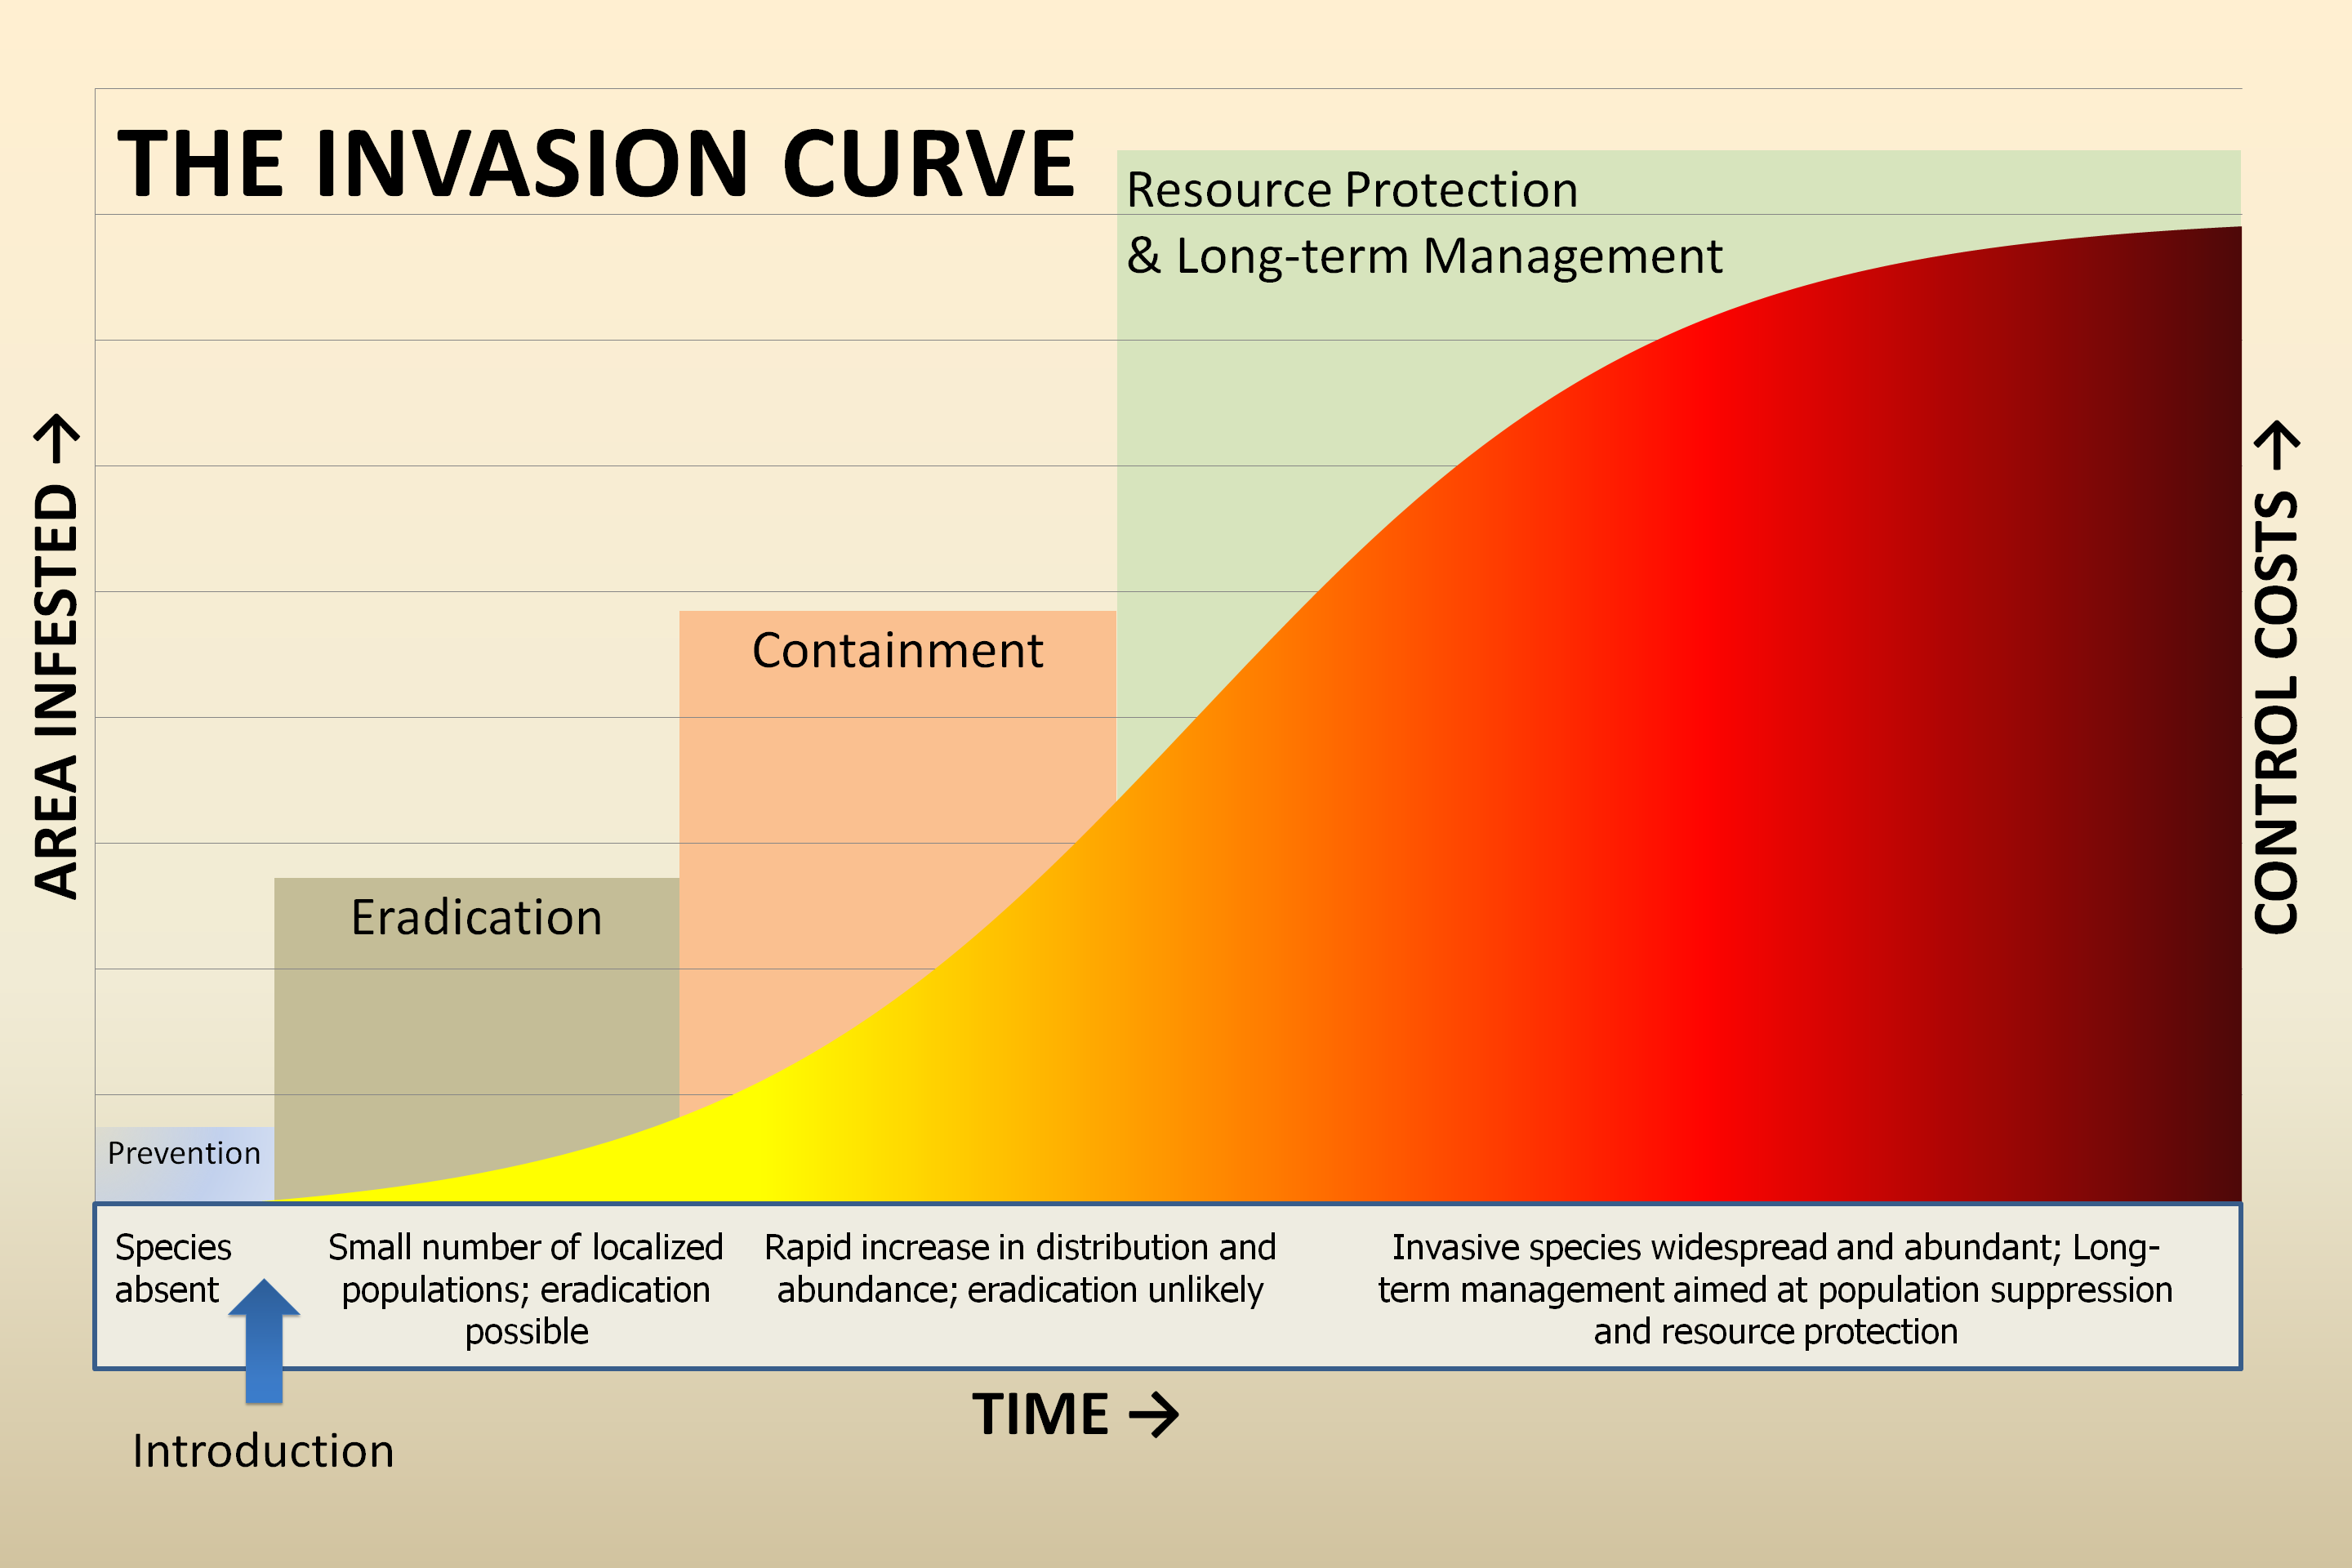 THE INVASION CURVE
Resource Protection
& Long-term Management
Containment
Eradication
Prevention
AREA INFESTED →
CONTROL COSTS →
Species
absent
Small number of localized
populations; eradication
possible
Rapid increase in distribution and
abundance; eradication unlikely
Invasive species widespread and abundant; Long-
term management aimed at population suppression
and resource protection
TIME →
Introduction